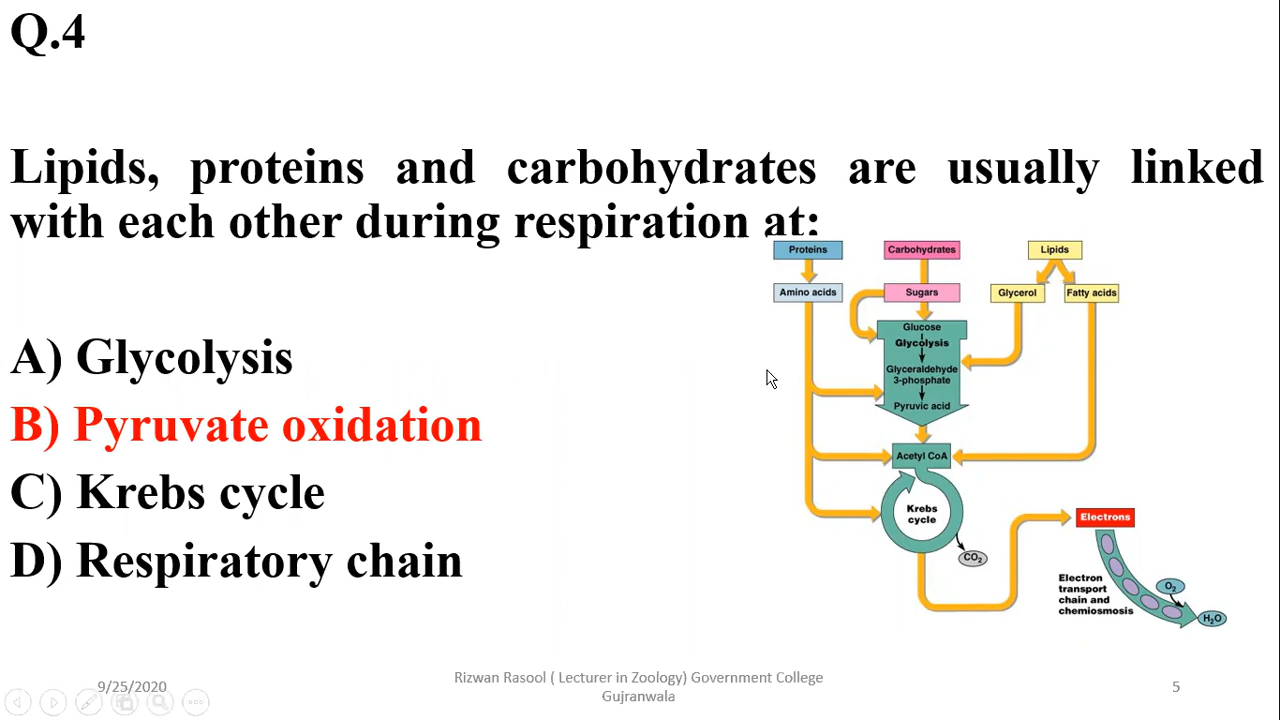 Q.4
Lipids, proteins and carbohydrates are usually linked
with each other during respiration at:
Proteins
Carbohydrates
Lipids
Amino acids
Sugars
Glycerol
Fatty acids
Glucose
Glycolysis
Glyceraldehyde
3-phosphate
Pyruvic acid
Acetyl CoA
Krebs
cycle
CO2
Electrons
Electron
transport
chain and
chemiosmosis
O2
H2O
A) Glycolysis
B) Pyruvate oxidation
C) Krebs cycle
D) Respiratory chain
9/25/2020
Rizwan Rasool ( Lecturer in Zoology) Government College
Gujranwala
5